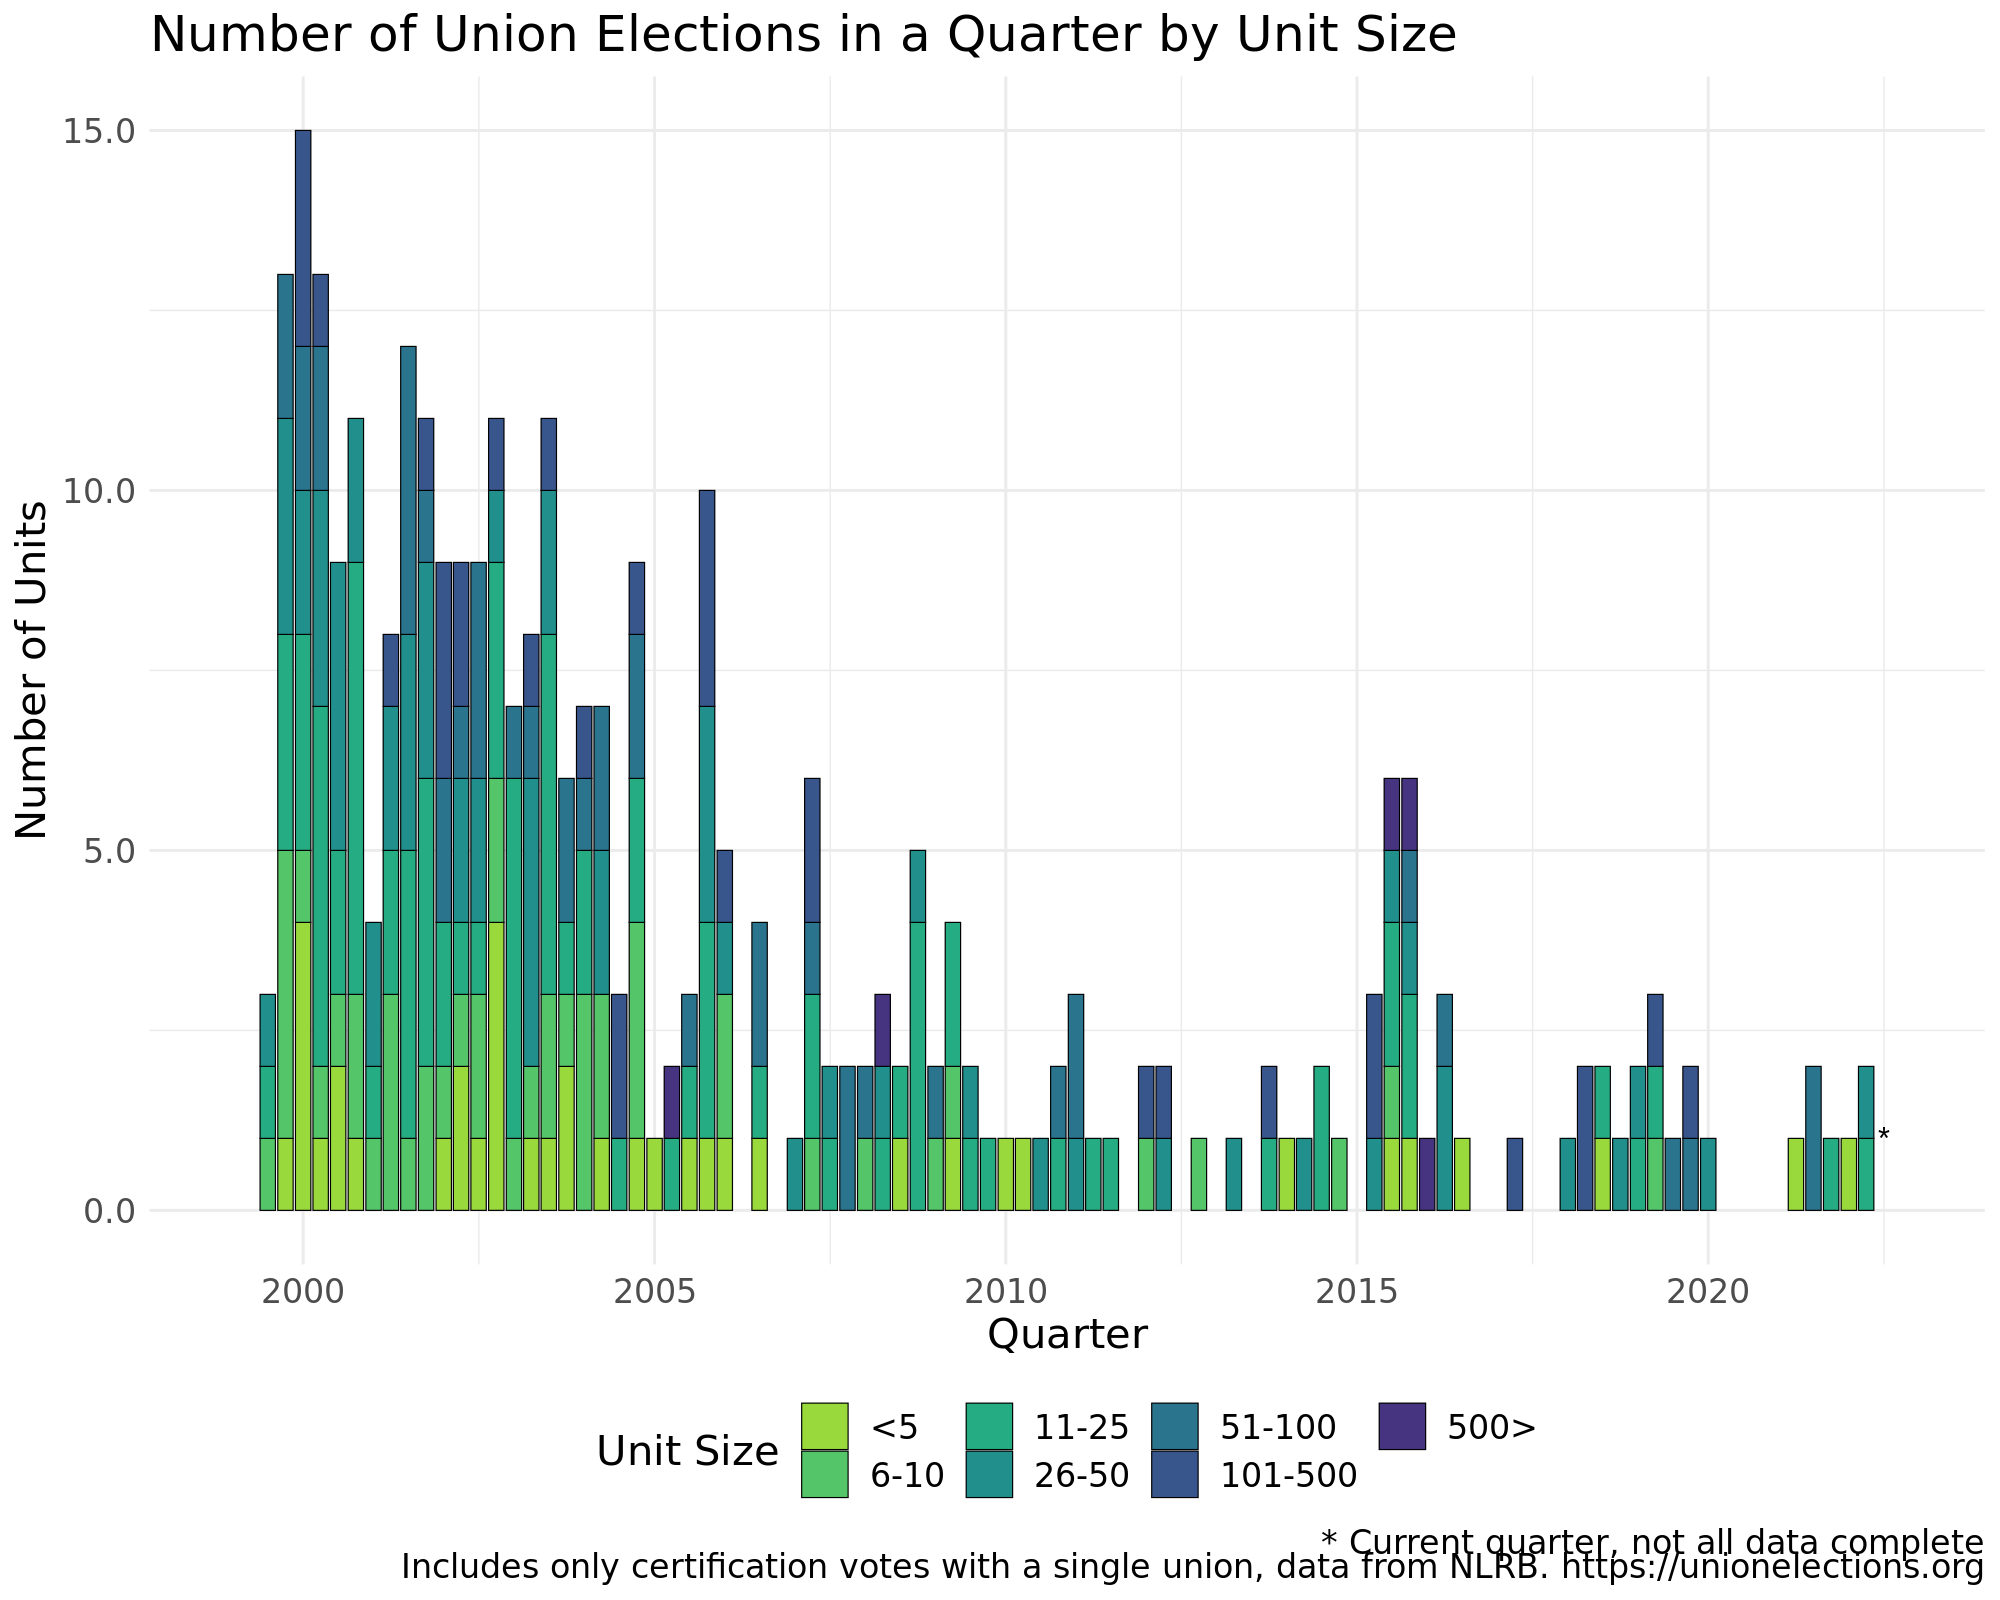 Number of Union Elections in a Quarter by Unit Size
Number of Units
15.0
10.0
5.0
0.0
*
2000 2005 2010 2015 2020
Quarter
Unit Size
<5 11-25 51-100 500>
6-10 26-50 101-500
* Current quarter, not all data complete
Includes only certification votes with a single union, data from NLRB. https://unionelections.org